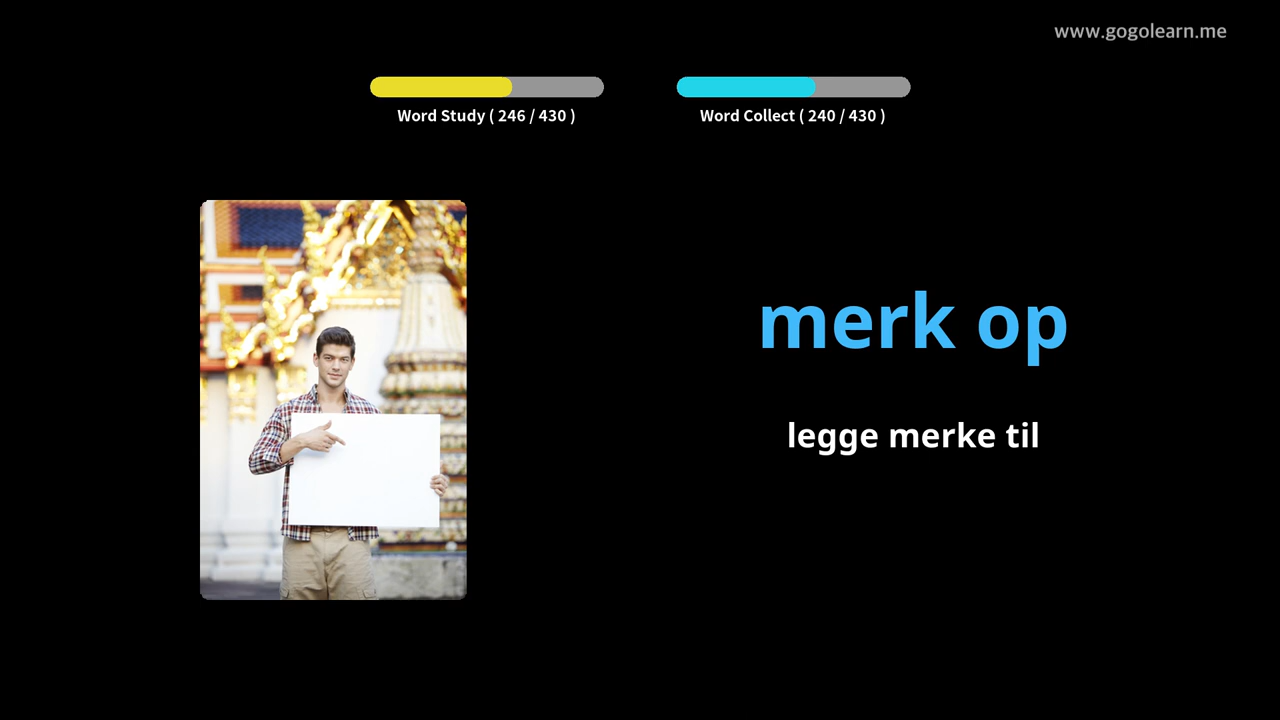 www.gogolearn.me
Word Study ( 246 / 430 )
Word Collect ( 240 / 430 )
merk op
legge merke til